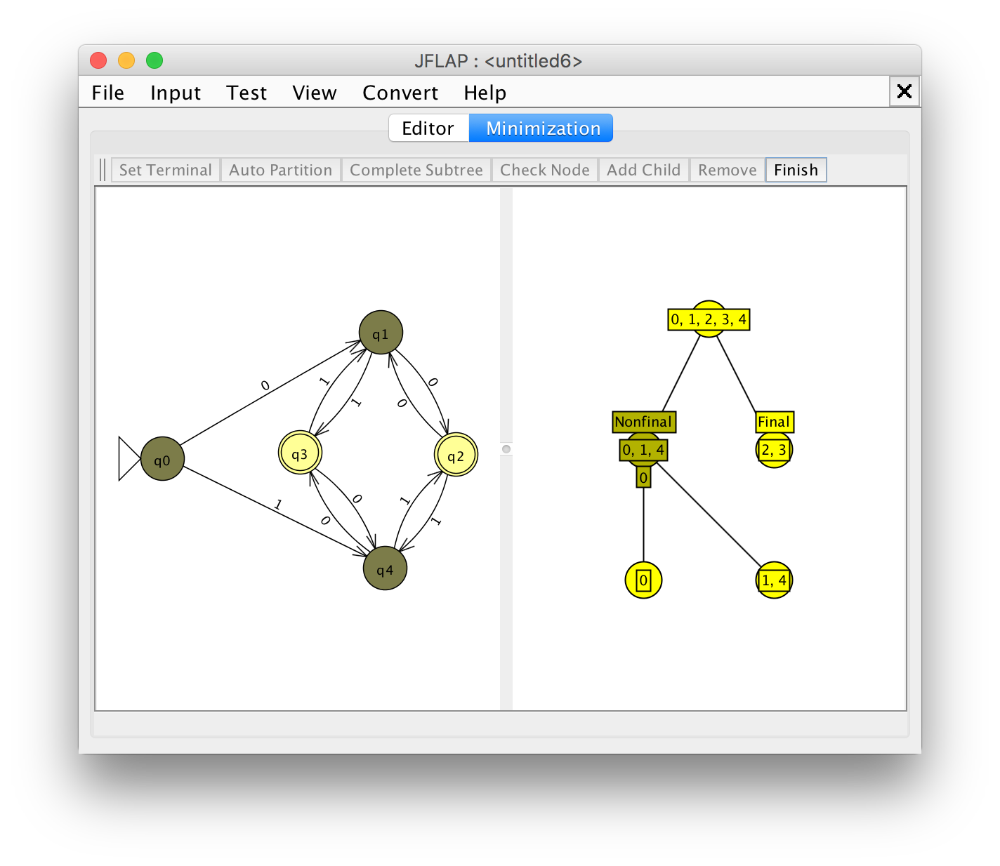 JFLAP : <untitled6>
File Input Test View Convert Help
Editor Minimization
Set Terminal Auto Partition Complete Subtree Check Node Add Child Remove Finish
q0
0
1
q1
1
1
0
0
q3
q2
0
0
1
1
q4
0, 1, 2, 3, 4
Nonfinal
0, 1, 4
0
Final
2, 3
0
1, 4